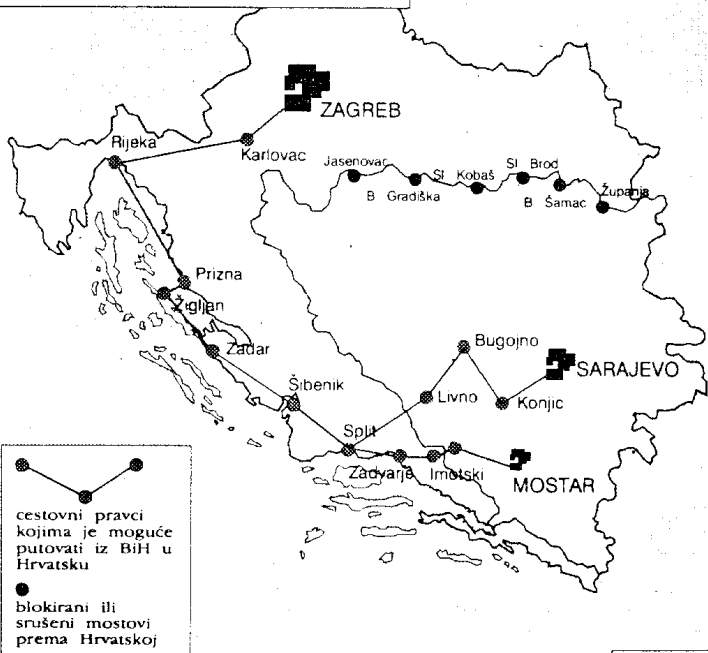 ZAGREB
Rijeka
Karlovac
Jasenovac
Sl Kobaš
Sl Brod
B Gradiška
B Šamac
Županja
Prizna
Žigljan
Zadar
Bugojno
SARAJEVO
Šibenik
Livno
Konjic
Split
Zadvarje
Imotski
MOSTAR
cestovni pravci
kojima je moguće
putovati iz BiH u
Hrvatsku
blokirani ili
srušeni mostovi
prema Hrvatskoj